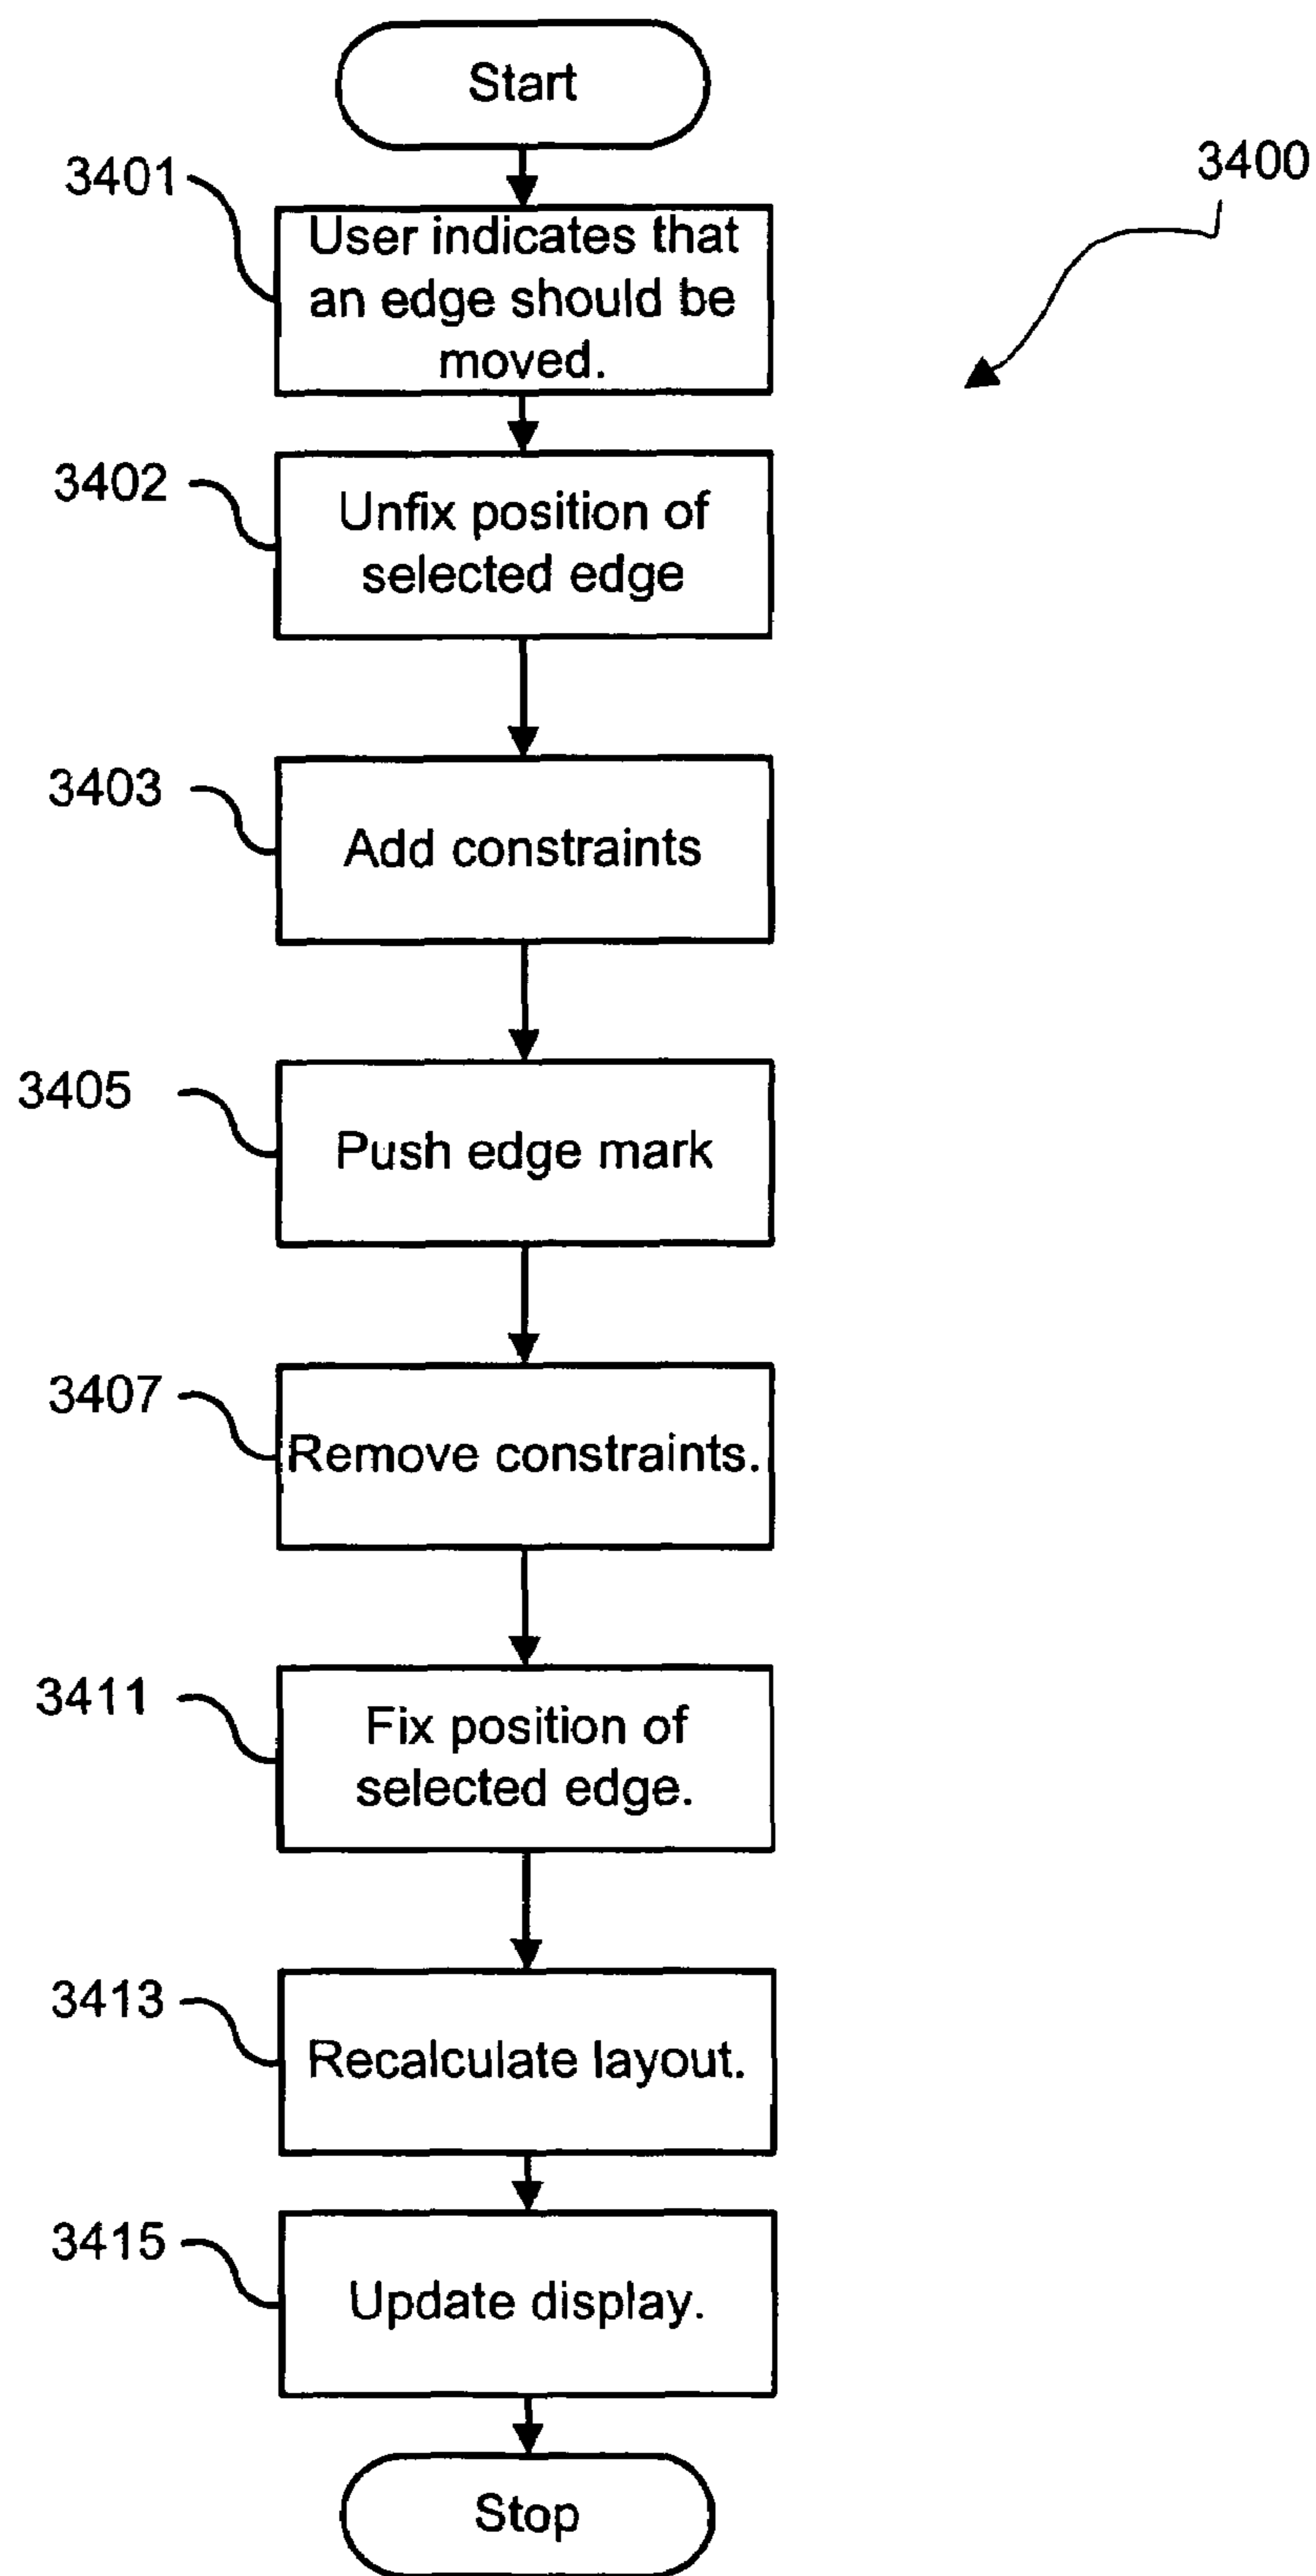 Start
3400
3401
User indicates that
an edge should be
moved.
3402
Unfix position of
selected edge
3403
Add constraints
3405
Push edge mark
3407
Remove constraints.
3411
Fix position of
selected edge.
3413
Recalculate layout.
3415
Update display.
Stop